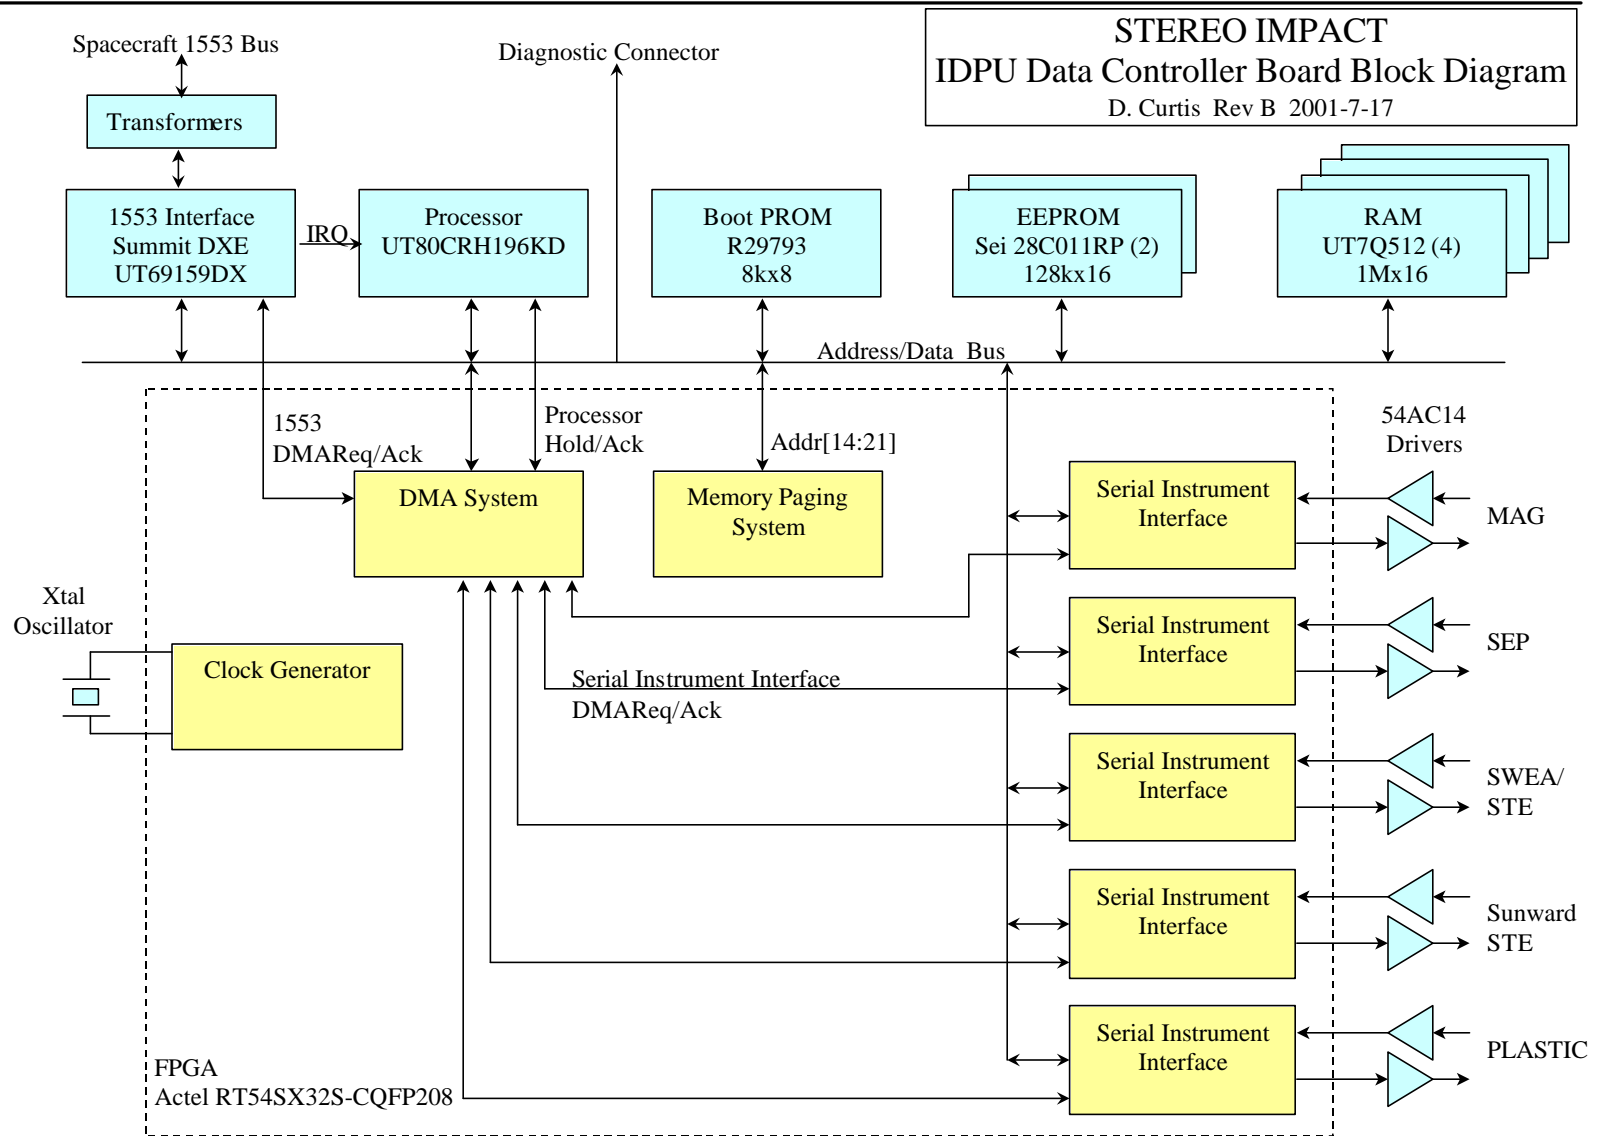 STEREO IMPACT
IDPU Data Controller Board Block Diagram
D. Curtis Rev B 2001-7-17
Spacecraft 1553 Bus
Diagnostic Connector
Transformers
1553 Interface
Summit DXE
UT69159DX
IRQ
Processor
UT80CRH196KD
Boot PROM
R29793
8kx8
EEPROM
Sei 28C011RP (2)
128kx16
RAM
UT7Q512 (4)
1Mx16
Address/Data Bus
1553
DMAReq/Ack
Processor
Hold/Ack
Addr[14:21]
54AC14
Drivers
DMA System
Memory Paging
System
Serial Instrument
Interface
MAG
Xtal
Oscillator
Clock Generator
Serial Instrument Interface
DMAReq/Ack
Serial Instrument
Interface
SEP
Serial Instrument
Interface
SWEA/
STE
Serial Instrument
Interface
Sunward
STE
Serial Instrument
Interface
PLASTIC
FPGA
Actel RT54SX32S-CQFP208